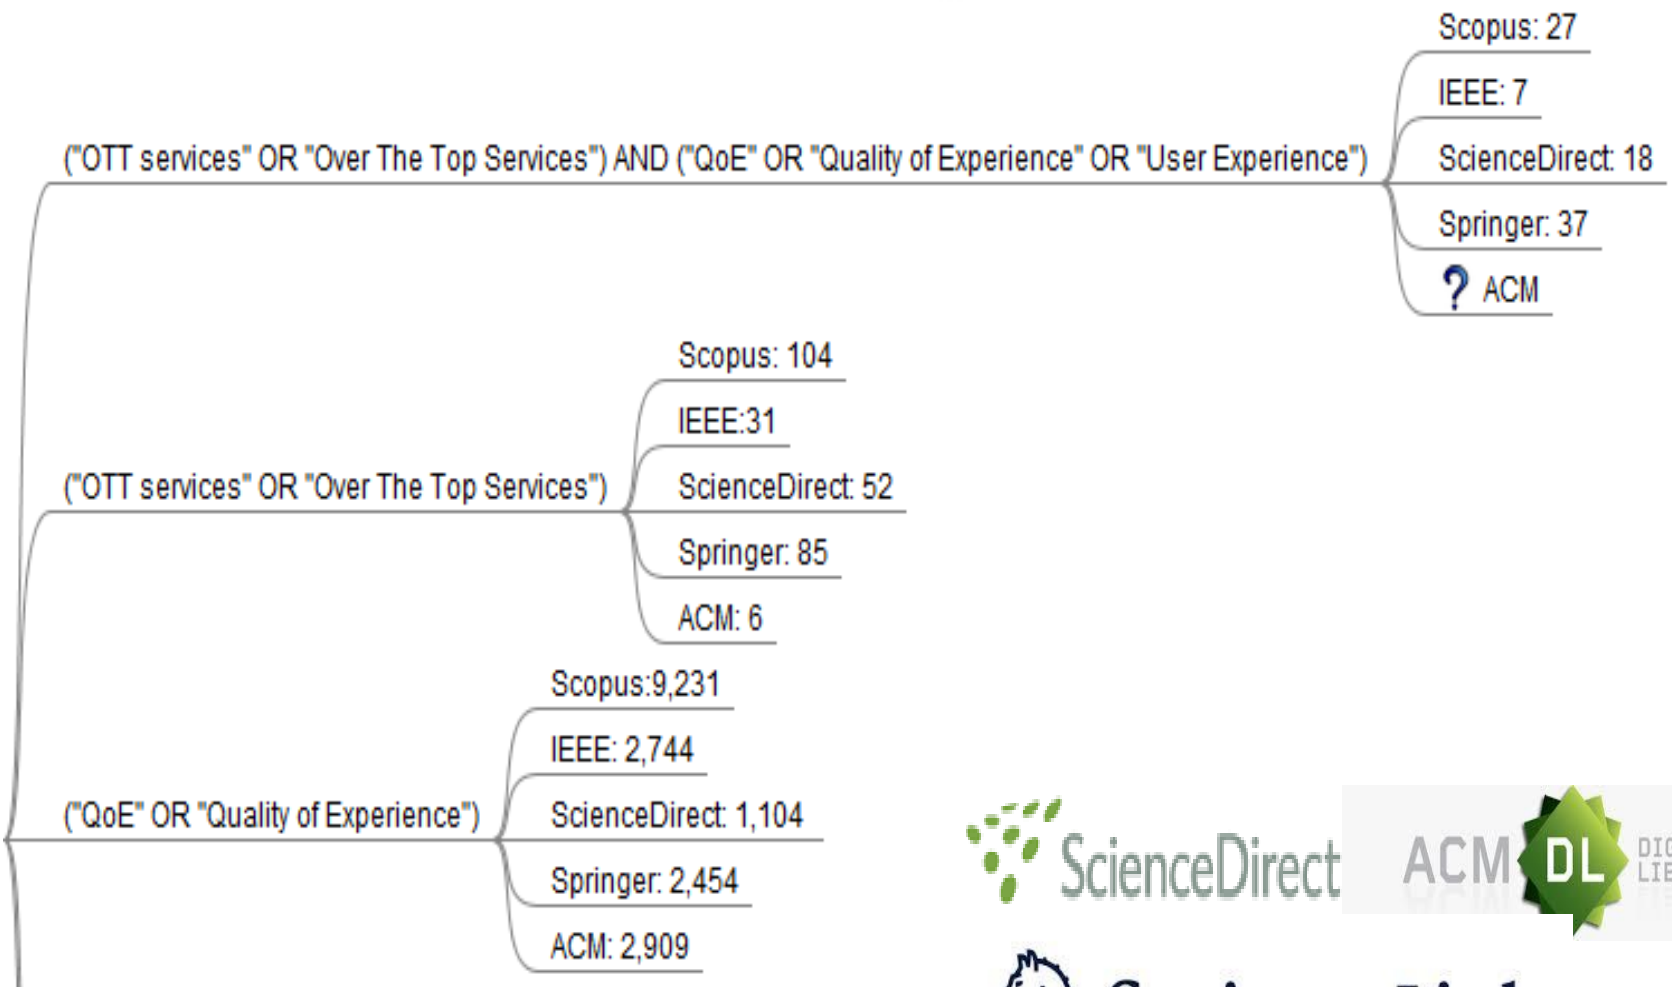 Scopus: 27
IEEE: 7
("OTT services" OR "Over The Top Services") AND ("QoE" OR "Quality of Experience" OR "User Experience")
ScienceDirect: 18
Springer: 37
? ACM
Scopus: 104
IEEE:31
("OTT services" OR "Over The Top Services")
ScienceDirect: 52
Springer: 85
ACM: 6
Scopus:9,231
IEEE: 2,744
("QoE" OR "Quality of Experience")
ScienceDirect: 1,104
Springer: 2,454
ACM: 2,909
ScienceDirect
ACM DL